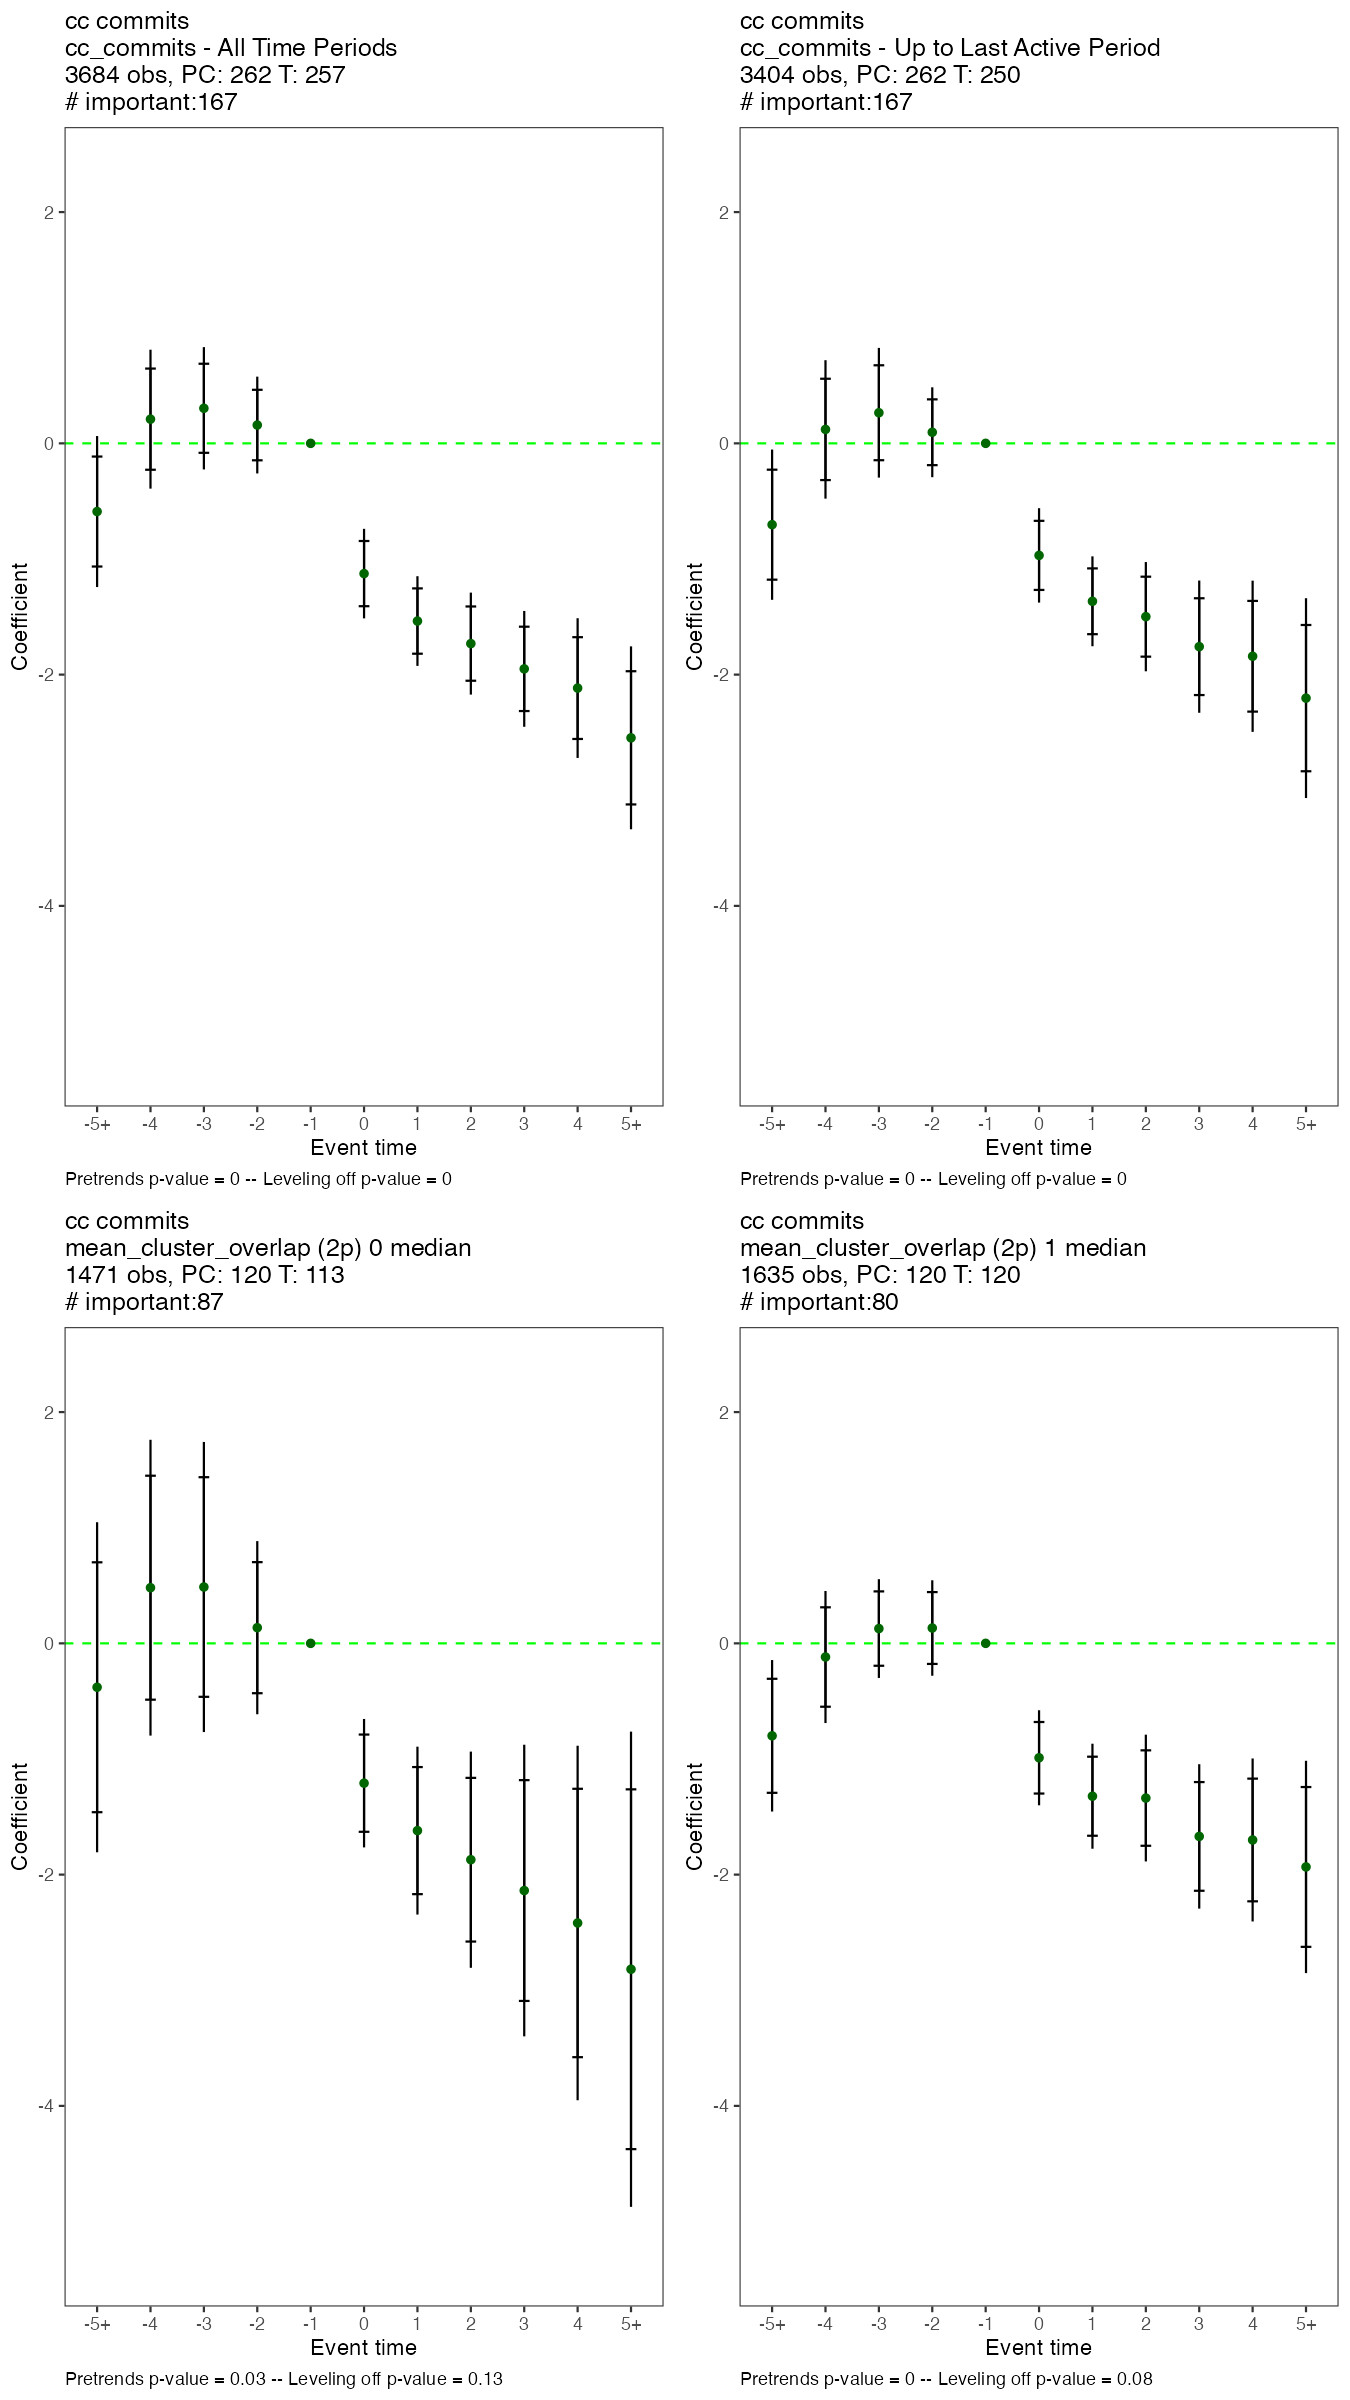 cc commits
cc_commits - All Time Periods
3684 obs, PC: 262 T: 257
# important:167
2
0
-2
-4
Coefficient
-5+ -4 -3 -2 -1 0 1 2 3 4 5+
Event time
Pretrends p-value = 0 -- Leveling off p-value = 0
cc commits
cc_commits - Up to Last Active Period
3404 obs, PC: 262 T: 250
# important:167
2
0
-2
-4
Coefficient
-5+ -4 -3 -2 -1 0 1 2 3 4 5+
Event time
Pretrends p-value = 0 -- Leveling off p-value = 0
cc commits
mean_cluster_overlap (2p) 0 median
1471 obs, PC: 120 T: 113
# important:87
2
0
-2
-4
Coefficient
-5+ -4 -3 -2 -1 0 1 2 3 4 5+
Event time
Pretrends p-value = 0.03 -- Leveling off p-value = 0.13
cc commits
mean_cluster_overlap (2p) 1 median
1635 obs, PC: 120 T: 120
# important:80
2
0
-2
-4
Coefficient
-5+ -4 -3 -2 -1 0 1 2 3 4 5+
Event time
Pretrends p-value = 0 -- Leveling off p-value = 0.08